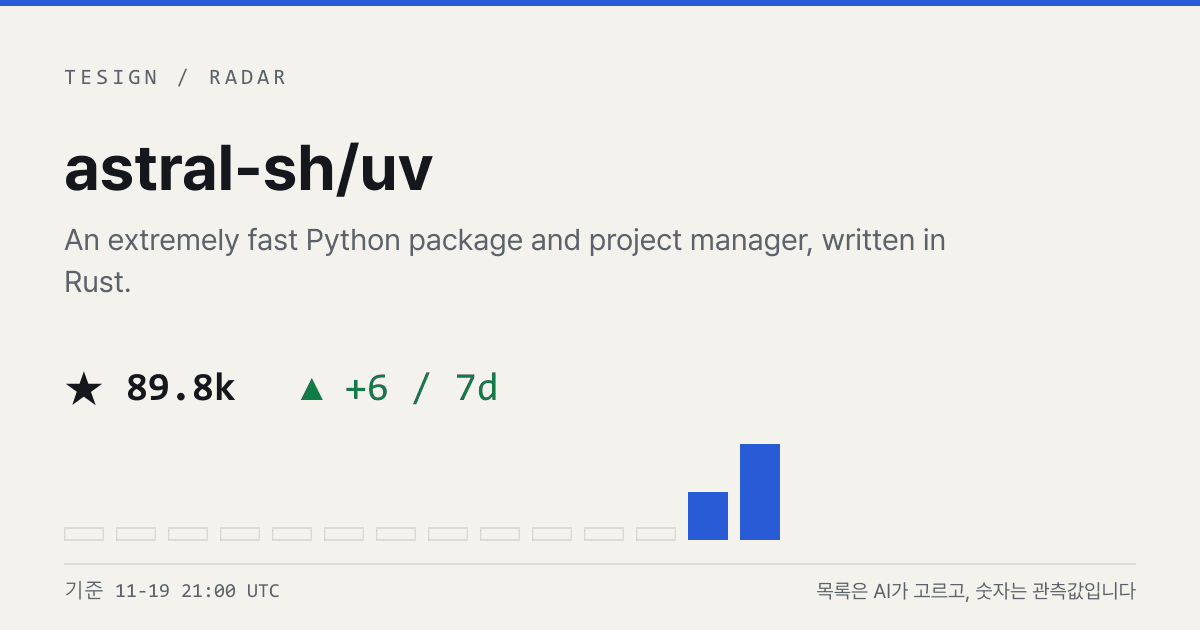 TESIGN / RADAR
astral-sh/uv
An extremely fast Python package and project manager, written in
Rust.
★ 89.8k ▲ +6 / 7d
기준 11-19 21:00 UTC
목록은 AI가 고르고, 숫자는 관측값입니다